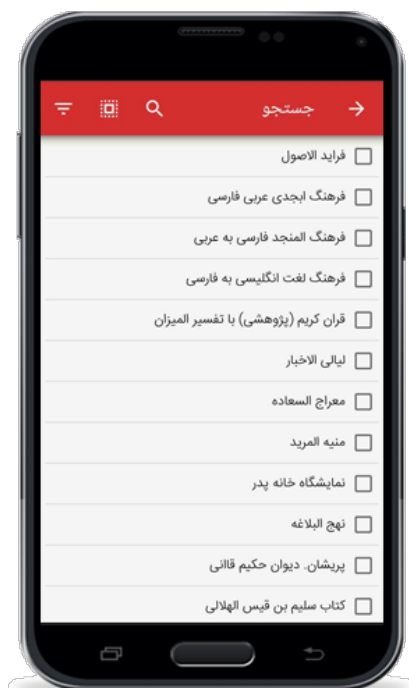 جستجو
فراید الاصول
فرهنگ ابجدی عربی فارسی
فرهنگ المنجد فارسی به عربی
فرهنگ لغت انگلیسی به فارسی
قران کریم (پژوهشی) با تفسیر المیزان
لیالی الاخبار
معراج السعاده
منیه المرید
نمایشگاه خانه پدر
نهج البلاغه
پریشان. دیوان حکیم قاانی
کتاب سلیم بن قیس الهلالی